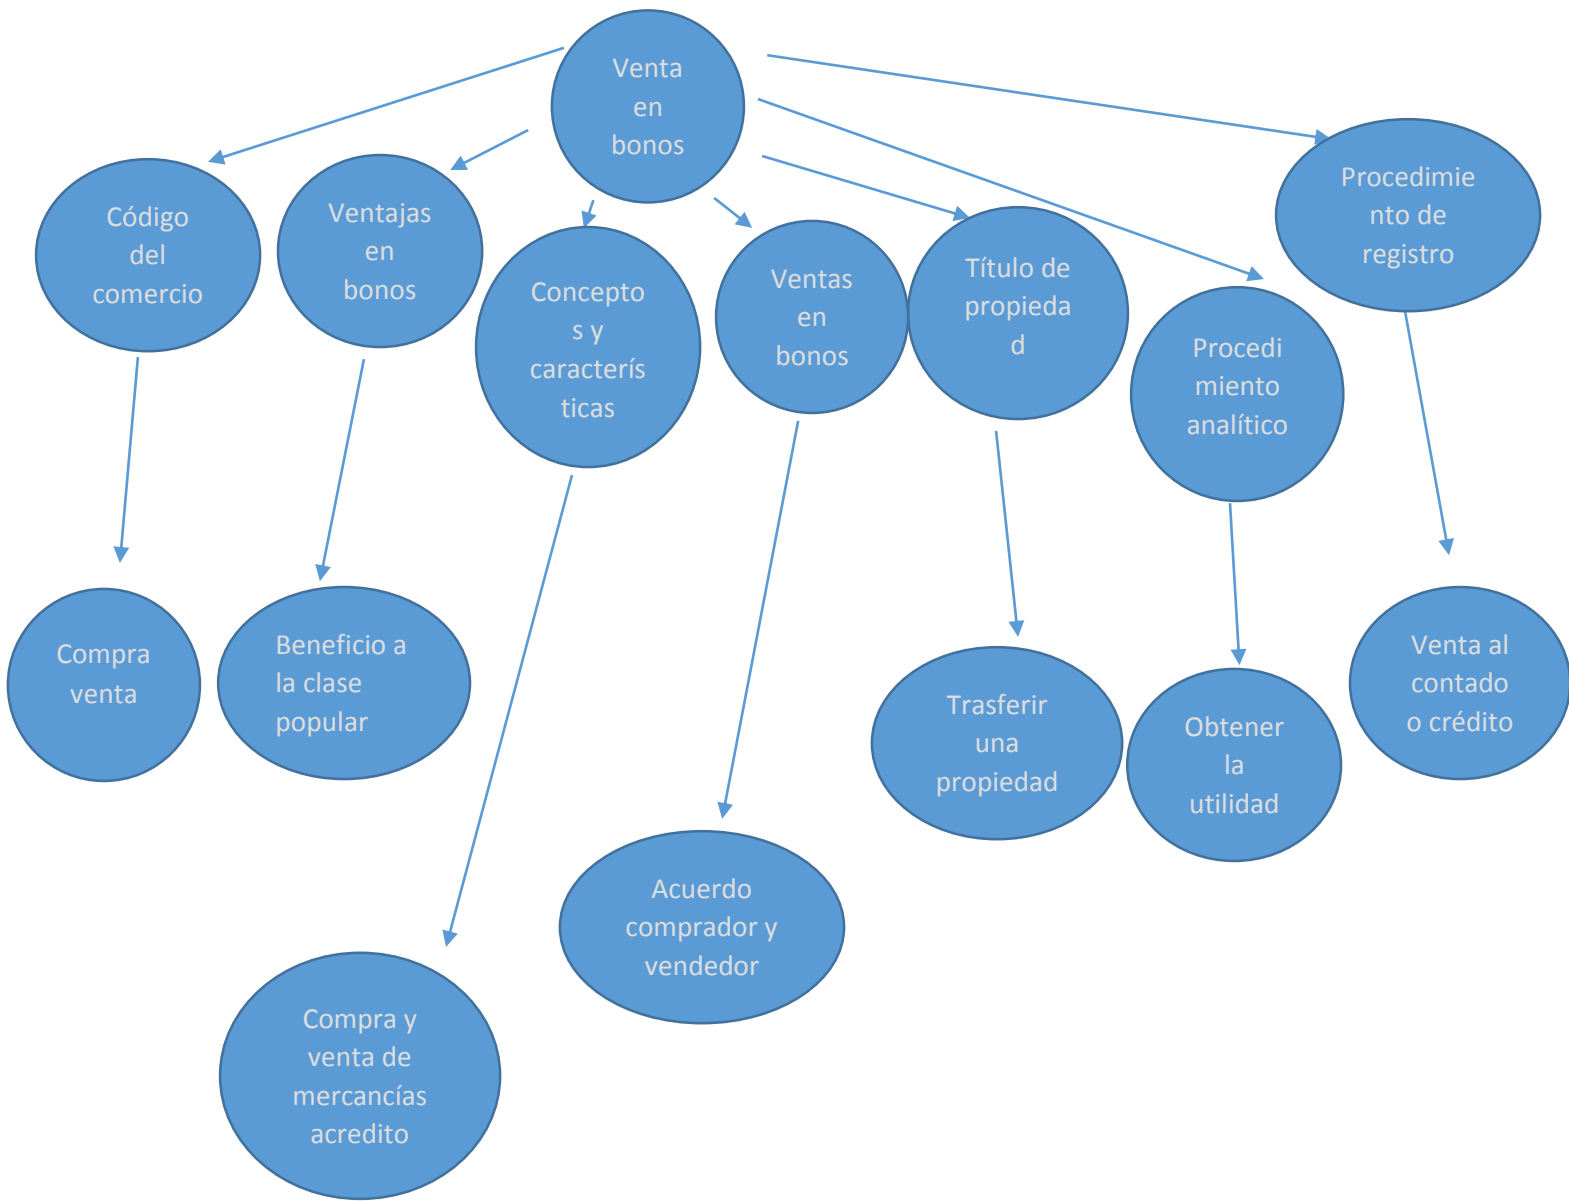 Venta
en
bonos
Código
del
comercio
Ventajas
en
bonos
Concepto
s y
caracterís
ticas
Ventas
en
bonos
Título de
propieda
d
Procedi
miento
analítico
Procedimie
nto de
registro
Compra
venta
Beneficio a
la clase
popular
Compra y
venta de
mercancías
acredito
Acuerdo
comprador y
vendedor
Trasferir
una
propiedad
Obtener
la
utilidad
Venta al
contado
o crédito